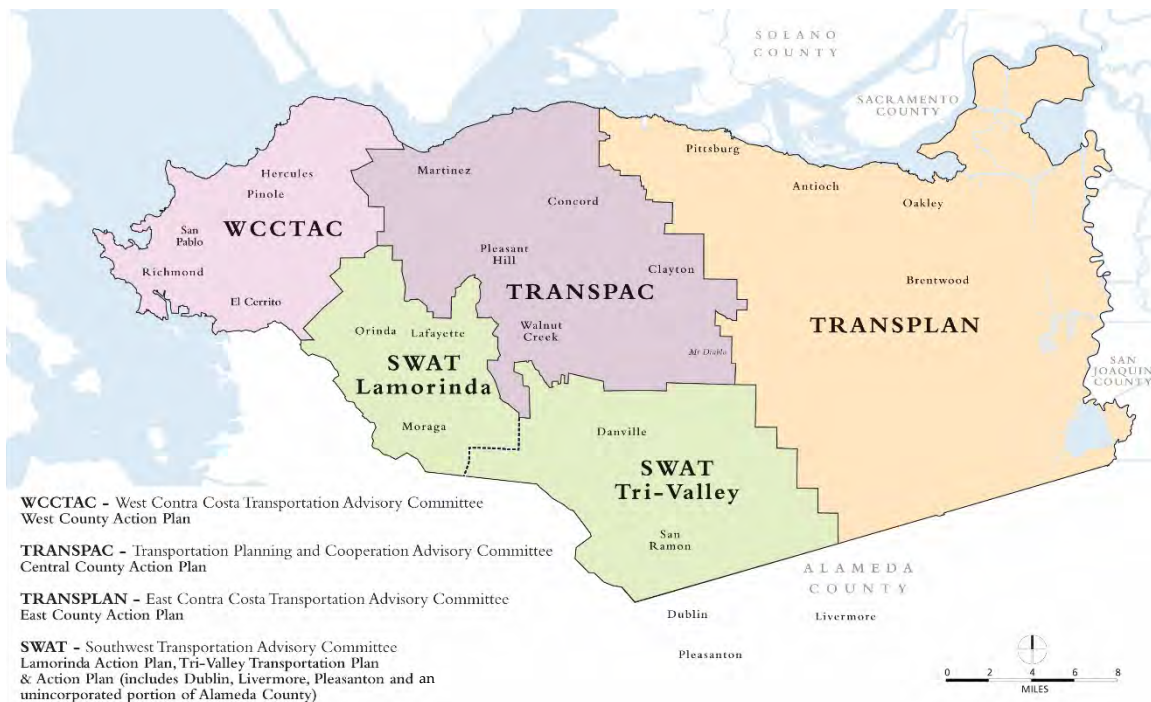 SOLANO
COUNTY
SACRAMENTO
COUNTY
Pittsburg
Antioch
Oakley
Brentwood
TRANSPLAN
SAN
JOAQUIN
COUNTY
Martinez
Concord
Pleasant
Hill
Clayton
TRANSPAC
Walnut
Creek
Mt Diablo
Hercules
Pinole
WCCTAC
San
Pablo
Richmond
El Cerrito
Orinda
Lafayette
SWAT
Lamorinda
Moraga
Danville
SWAT
Tri-Valley
San
Ramon
ALAMEDA
COUNTY
Dublin
Livermore
Pleasanton
WCCTAC - West Contra Costa Transportation Advisory Committee
West County Action Plan
TRANSPAC - Transportation Planning and Cooperation Advisory Committee
Central County Action Plan
TRANSPLAN - East Contra Costa Transportation Advisory Committee
East County Action Plan
SWAT - Southwest Transportation Advisory Committee
Lamorinda Action Plan, Tri-Valley Transportation Plan
& Action Plan (includes Dublin, Livermore, Pleasanton and an
unincorporated portion of Alameda County)
0 2 4 6 8
MILES